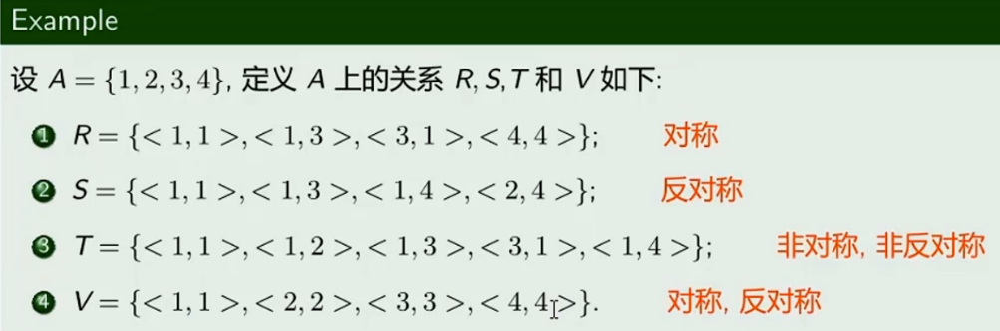 Example
设 A = {1, 2, 3, 4}, 定义 A 上的关系 R, S, T 和 V 如下:
1 R = {< 1, 1 >, < 1, 3 >, < 3, 1 >, < 4, 4 >}; 对称
2 S = {< 1, 1 >, < 1, 3 >, < 1, 4 >, < 2, 4 >}; 反对称
3 T = {< 1, 1 >, < 1, 2 >, < 1, 3 >, < 3, 1 >, < 1, 4 >}; 非对称, 非反对称
4 V = {< 1, 1 >, < 2, 2 >, < 3, 3 >, < 4, 4 >}. 对称, 反对称